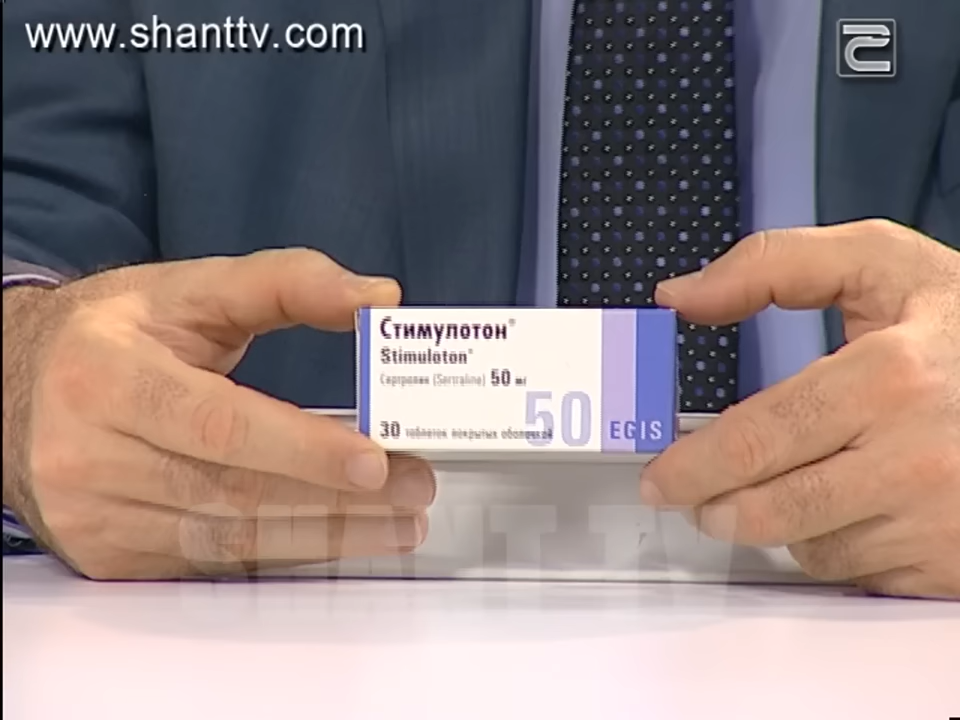 www.shanttv.com
Стимулотон®
Stimuloton®
Сертралин (Sertraline) 50 мг
50
30 таблеток покрытых оболочкой
EGIS
SHANT TV